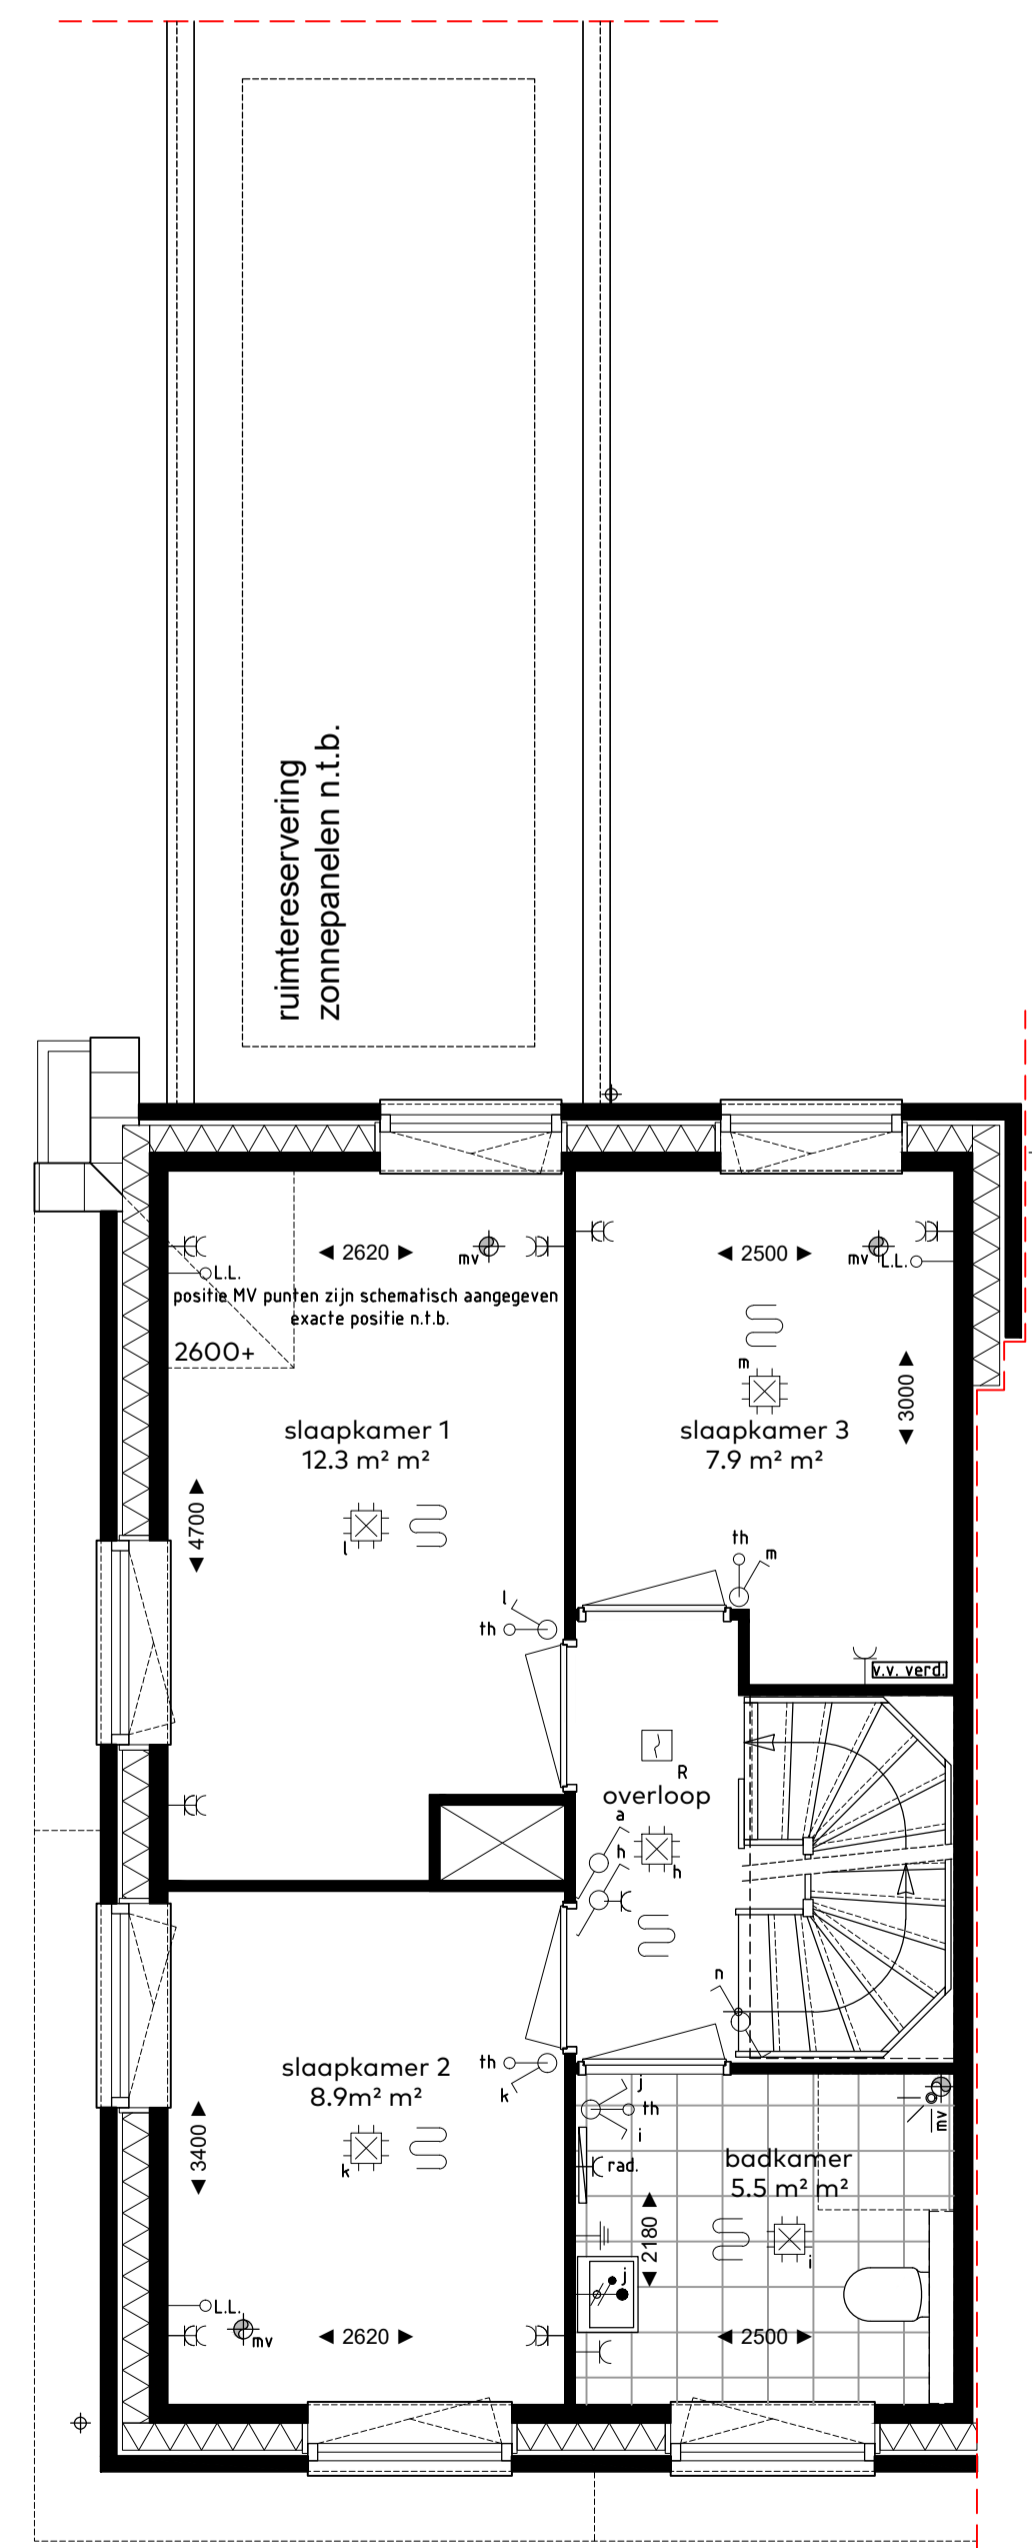 ruimtereservering
zonnepanelen n.t.b.
2620
mv
2500
mv
L.L.
L.L.
positie MV punten zijn schematisch aangegeven
exacte positie n.t.b.
2600+
m
3000
slaapkamer 1
12.3 m² m²
slaapkamer 3
7.9 m² m²
4700
l
th
m
l
th
v.v. verd.
R
overloop
a
h
h
n
slaapkamer 2
8.9m² m²
th
k
j
th
i
3400
k
rad.
mv
badkamer
5.5 m² m²
2180
i
j
L.L.
mv
2620
2500